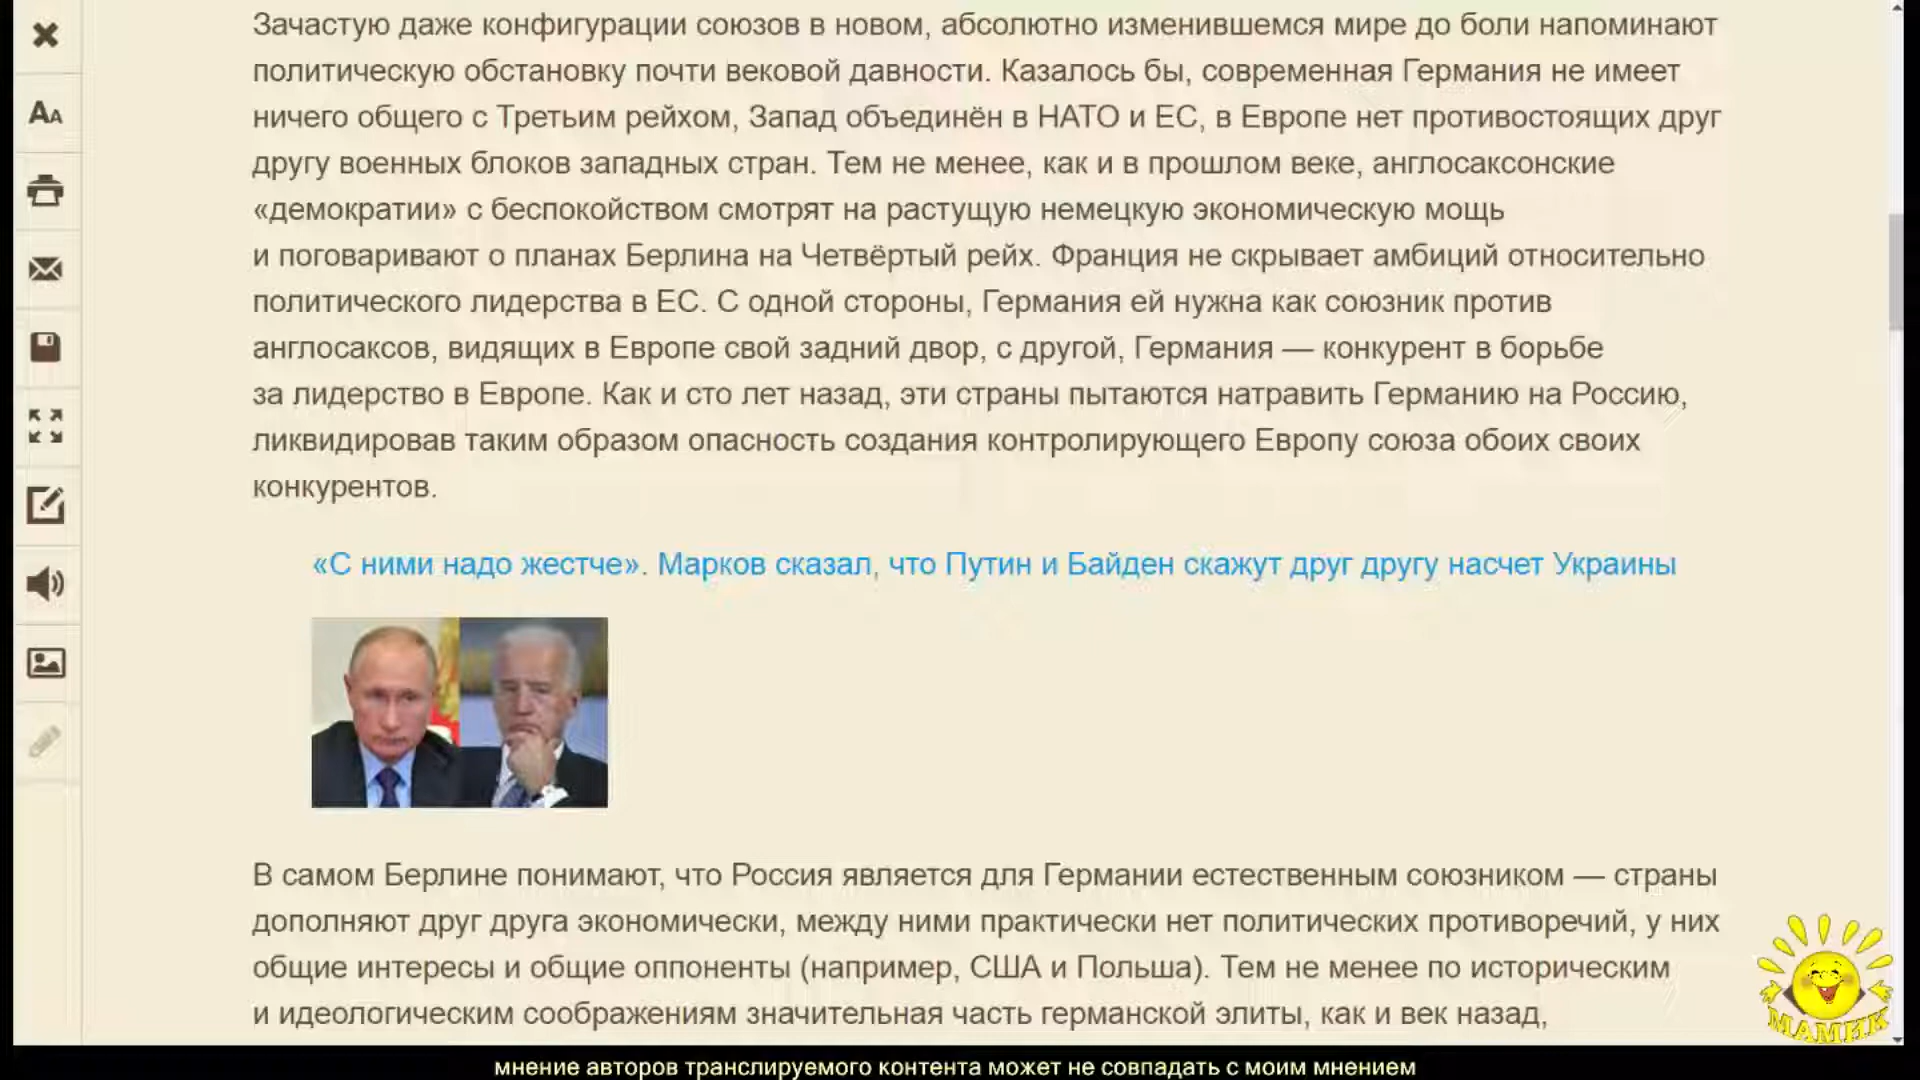 Зачастую даже конфигурации союзов в новом, абсолютно изменившемся мире до боли напоминают
политическую обстановку почти вековой давности. Казалось бы, современная Германия не имеет
ничего общего с Третьим рейхом, Запад объединён в НАТО и ЕС, в Европе нет противостоящих друг
другу военных блоков западных стран. Тем не менее, как и в прошлом веке, англосаксонские
«демократии» с беспокойством смотрят на растущую немецкую экономическую мощь
и поговаривают о планах Берлина на Четвёртый рейх. Франция не скрывает амбиций относительно
политического лидерства в ЕС. С одной стороны, Германия ей нужна как союзник против
англосаксов, видящих в Европе свой задний двор, с другой, Германия — конкурент в борьбе
за лидерство в Европе. Как и сто лет назад, эти страны пытаются натравить Германию на Россию,
ликвидировав таким образом опасность создания контролирующего Европу союза обоих своих
конкурентов.
«С ними надо жестче». Марков сказал, что Путин и Байден скажут друг другу насчет Украины
В самом Берлине понимают, что Россия является для Германии естественным союзником — страны
дополняют друг друга экономически, между ними практически нет политических противоречий, у них
общие интересы и общие оппоненты (например, США и Польша). Тем не менее по историческим
и идеологическим соображениям значительная часть германской элиты, как и век назад,
МАМИК
мнение авторов транслируемого контента может не совпадать с моим мнением